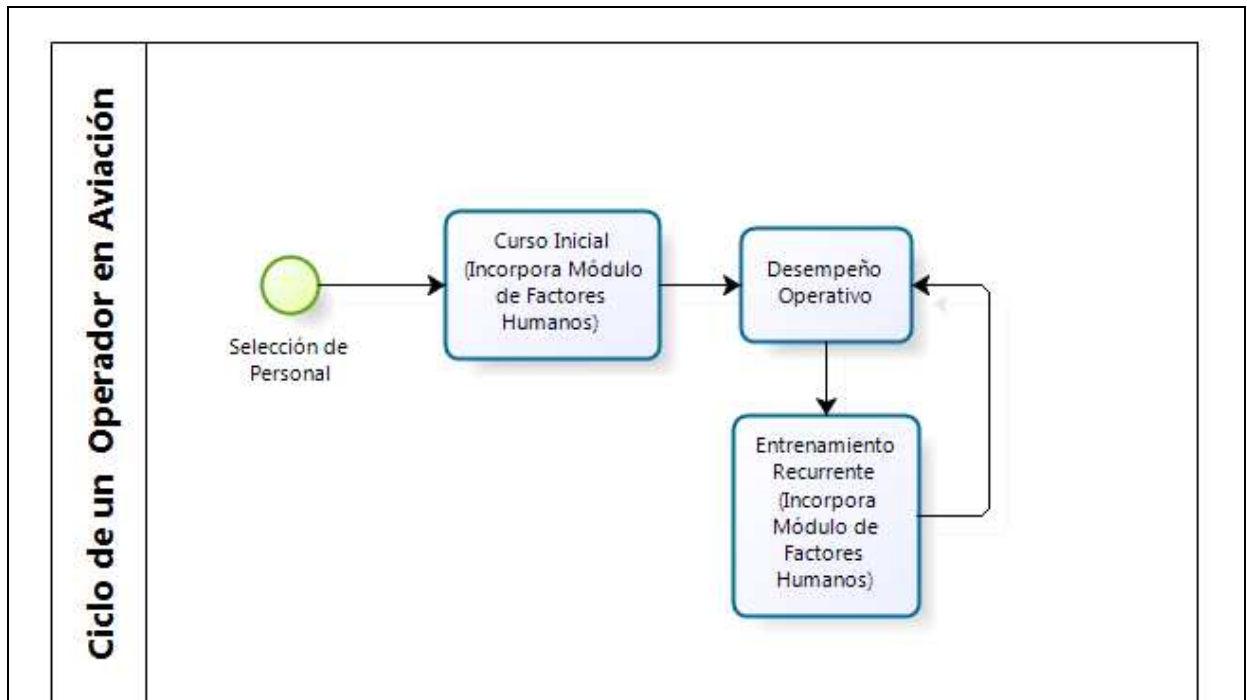 Ciclo de un Operador en Aviación
Selección de
Personal
Curso Inicial
(Incorpora Módulo
de Factores
Humanos)
Desempeño
Operativo
Entrenamiento
Recurrente
(Incorpora
Módulo de
Factores
Humanos)